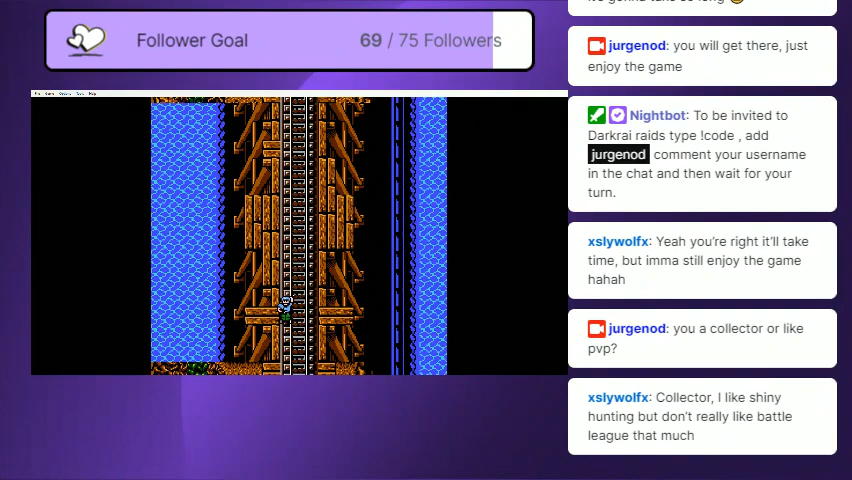 Follower Goal
69 / 75 Followers
jurgenod: you will get there, just
enjoy the game
Nightbot: To be invited to
Darkrai raids type !code , add
jurgenod comment your username
in the chat and then wait for your
turn.
xslywolfx: Yeah you're right it'll take
time, but imma still enjoy the game
hahah
jurgenod: you a collector or like
pvp?
xslywolfx: Collector, I like shiny
hunting but don't really like battle
league that much